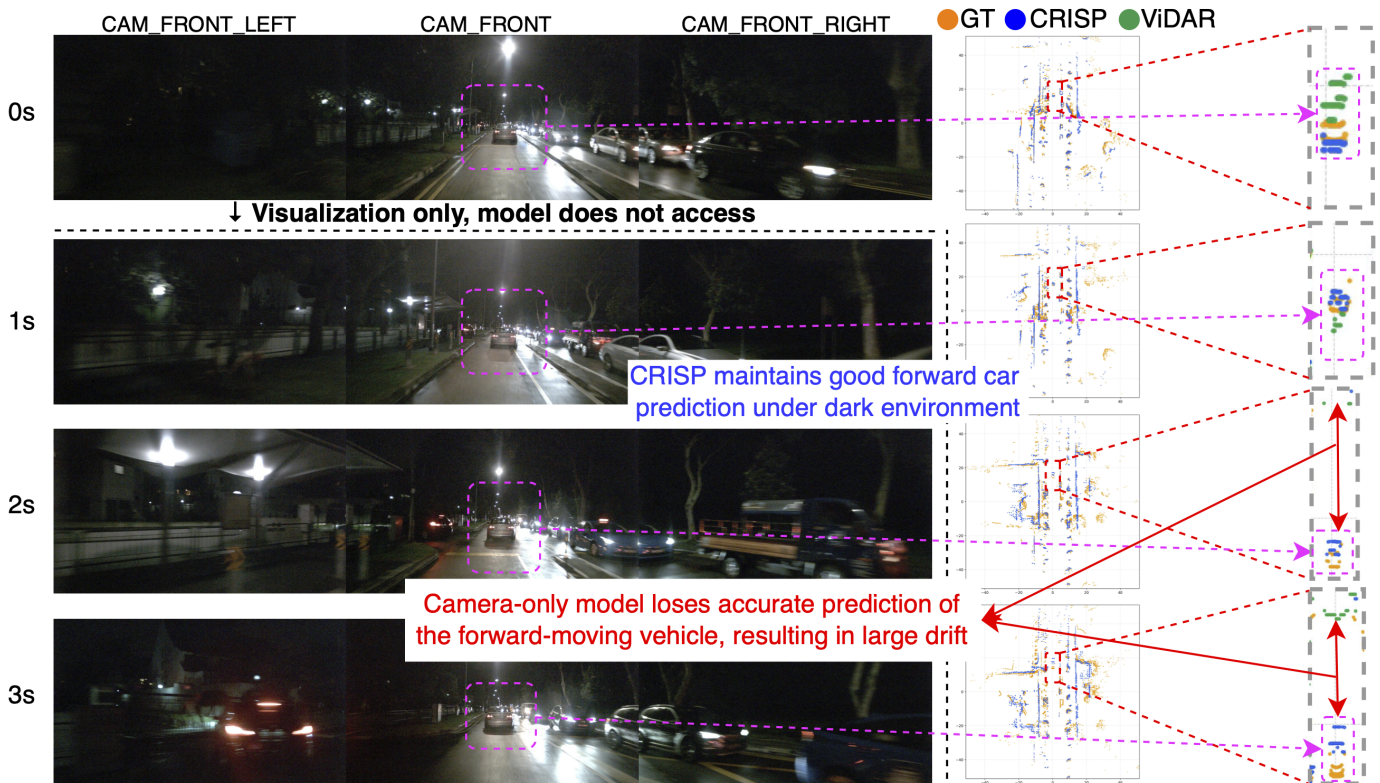 CAM_FRONT_LEFT
CAM_FRONT
CAM_FRONT_RIGHT
GT
CRISP
ViDAR
0s
↓ Visualization only, model does not access
1s
CRISP maintains good forward car
prediction under dark environment
2s
Camera-only model loses accurate prediction of
the forward-moving vehicle, resulting in large drift
3s